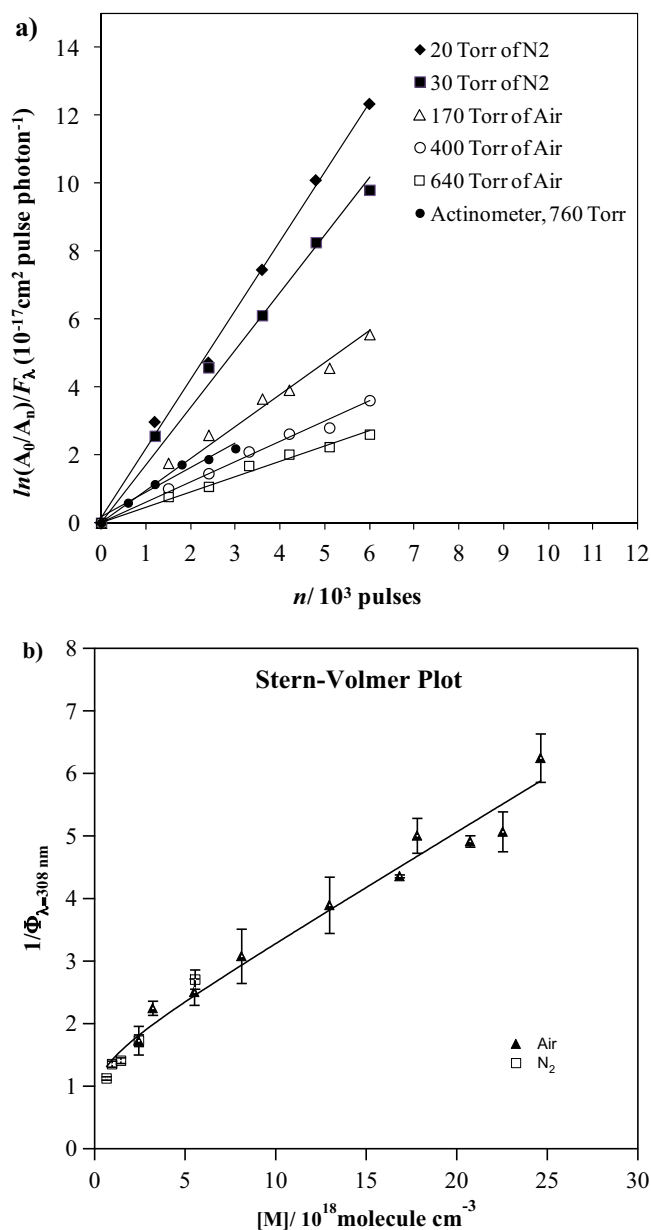 a)
14
12
10
8
6
4
2
0
ln(A₀/Aₙ)/F_λ (10⁻¹⁷cm² pulse photon⁻¹)
20 Torr of N2
30 Torr of N2
170 Torr of Air
400 Torr of Air
640 Torr of Air
Actinometer, 760 Torr
0 1 2 3 4 5 6 7 8 9 10 11 12
n/ 10³ pulses
b)
Stern-Volmer Plot
8
7
6
5
4
3
2
1
0
1/Φ_λ=308 nm
Air
N₂
0 5 10 15 20 25 30
[M]/ 10¹⁸ molecule cm⁻³